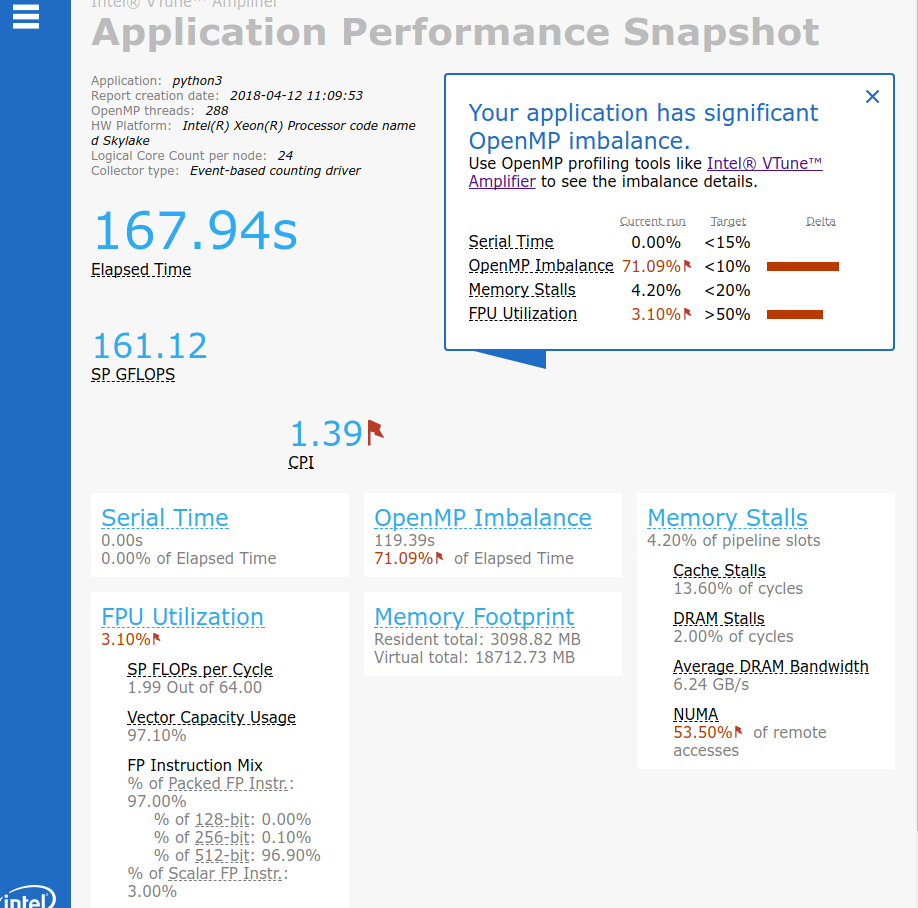 Intel® VTune™ Amplifier
Application Performance Snapshot
Application: python3
Report creation date: 2018-04-12 11:09:53
OpenMP threads: 288
HW Platform: Intel(R) Xeon(R) Processor code name
d Skylake
Logical Core Count per node: 24
Collector type: Event-based counting driver
167.94s
Elapsed Time
161.12
SP GFLOPS
1.39
CPI
Your application has significant
OpenMP imbalance.
Use OpenMP profiling tools like Intel® VTune™
Amplifier to see the imbalance details.
Current run Target Delta
Serial Time 0.00% <15%
OpenMP Imbalance 71.09% <10%
Memory Stalls 4.20% <20%
FPU Utilization 3.10% >50%
Serial Time
0.00s
0.00% of Elapsed Time
OpenMP Imbalance
119.39s
71.09% of Elapsed Time
Memory Stalls
4.20% of pipeline slots
Cache Stalls
13.60% of cycles
DRAM Stalls
2.00% of cycles
Average DRAM Bandwidth
6.24 GB/s
NUMA
53.50% of remote
accesses
FPU Utilization
3.10%
SP FLOPs per Cycle
1.99 Out of 64.00
Vector Capacity Usage
97.10%
FP Instruction Mix
% of Packed FP Instr.:
97.00%
% of 128-bit: 0.00%
% of 256-bit: 0.10%
% of 512-bit: 96.90%
% of Scalar FP Instr.:
3.00%
Memory Footprint
Resident total: 3098.82 MB
Virtual total: 18712.73 MB
intel